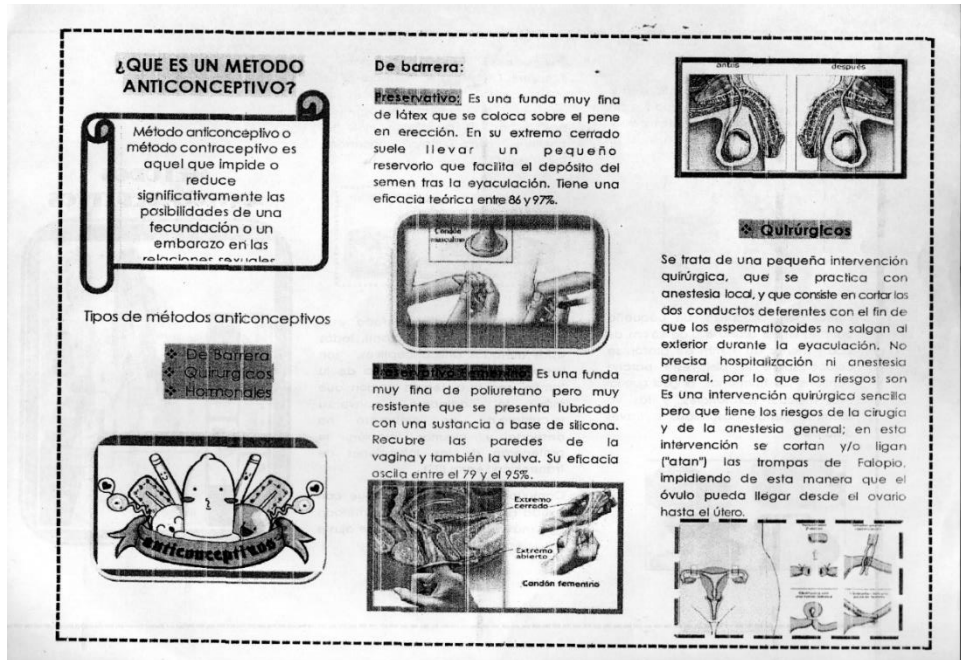 ¿QUE ES UN MÉTODO
ANTICONCEPTIVO?
Método anticonceptivo o
método contraceptivo es
aquel que impide o
reduce
significativamente las
posibilidades de una
fecundación o un
embarazo en las
relaciones sexuales
Tipos de métodos anticonceptivos
❖ De Barrera
❖ Quirurgicos
❖ Hormonales
anticonceptivos
De barrera:
Preservativo: Es una funda muy fina
de látex que se coloca sobre el pene
en erección. En su extremo cerrado
suele llevar un pequeño
reservorio que facilita el depósito del
semen tras la eyaculación. Tiene una
eficacia teórica entre 86 y 97%.
Condón
masculino
Preservativo Femenino: Es una funda
muy fina de poliuretano pero muy
resistente que se presenta lubricado
con una sustancia a base de silicona.
Recubre las paredes de la
vagina y también la vulva. Su eficacia
oscila entre el 79 y el 95%.
Extremo
cerrado
Extremo
abierto
Condón femenino
antes después
❖ Quirúrgicos
Se trata de una pequeña intervención
quirúrgica, que se practica con
anestesia local, y que consiste en cortar los
dos conductos deferentes con el fin de
que los espermatozoides no salgan al
exterior durante la eyaculación. No
precisa hospitalización ni anestesia
general, por lo que los riesgos son
Es una intervención quirúrgica sencilla
pero que tiene los riesgos de la cirugía
y de la anestesia general; en esta
intervención se cortan y/o ligan
("atan") las trompas de Falopio,
impidiendo de esta manera que el
óvulo pueda llegar desde el ovario
hasta el útero.